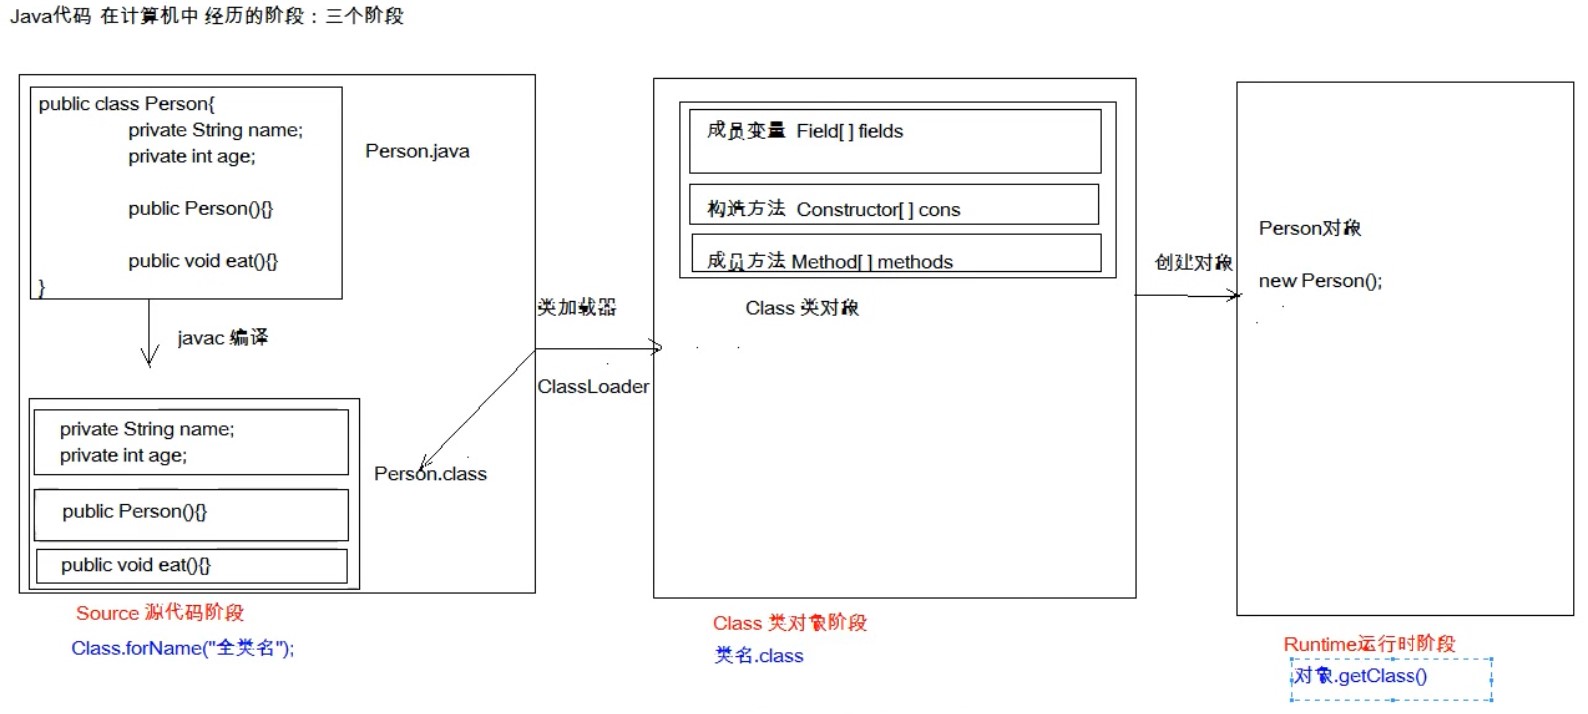 Java代码 在计算机中 经历的阶段：三个阶段
public class Person{
private String name;
private int age;
public Person(){}
public void eat(){}
}
Person.java
javac 编译
private String name;
private int age;
public Person(){}
public void eat(){}
Person.class
Source 源代码阶段
Class.forName("全类名");
类加载器
ClassLoader
成员变量 Field[] fields
构造方法 Constructor[] cons
成员方法 Method[] methods
Class 类对象
Class 类对象阶段
类名.class
创建对象
Person对象
new Person();
Runtime运行时阶段
对象.getClass()